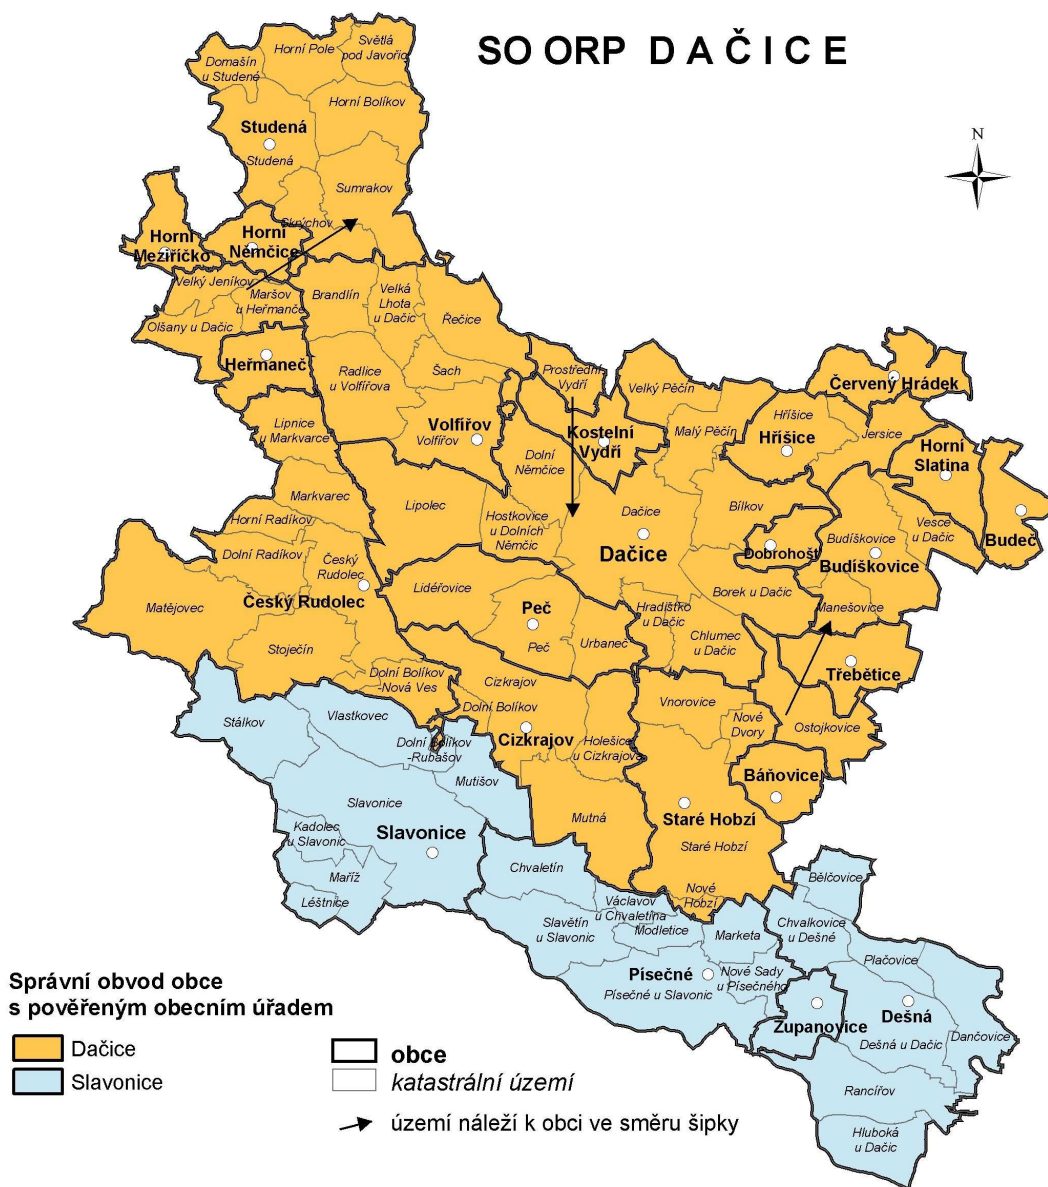 SO ORP DAČICE
N
Světlá
pod Javořicí
Horní Pole
Domašín
u Studené
Horní Bolíkov
Studená
Studená
Sumrakov
Skrýchov
Horní
Meziříčko
Horní
Němčice
Velký Jeníkov
Maršov
u Heřmanče
Olšany u Dačic
Brandlín
Velká
Lhota
u Dačic
Řečice
Heřmaneč
Radlice
u Volfířova
Šach
Prostřední
Vydří
Velký Pěčín
Červený Hrádek
Lipnice
u Markvarce
Volfířov
Volfířov
Kostelní
Vydří
Malý Pěčín
Hříšice
Hříšice
Jersice
Horní
Slatina
Dolní
Němčice
Markvarec
Lipolec
Hostkovice
u Dolních
Němčic
Dačice
Dačice
Bílkov
Dobrohošť
Budíškovice
Budíškovice
Vesce
u Dačic
Budeč
Horní Radíkov
Dolní Radíkov
Český
Rudolec
Český Rudolec
Matějovec
Lidéřovice
Peč
Peč
Urbaneč
Hradišťko
u Dačic
Borek u Dačic
Chlumec
u Dačic
Manešovice
Třebětice
Stoječín
Dolní Bolíkov
-Nová Ves
Cizkrajov
Dolní Bolíkov
Cizkrajov
Holešice
u Cizkrajova
Vnorovice
Nové
Dvory
Ostojkovice
Báňovice
Stálkov
Vlastkovec
Dolní Bolíkov
-Rubašov
Mutišov
Slavonice
Slavonice
Kadolec
u Slavonic
Maříž
Léštnice
Mutná
Staré Hobzí
Staré Hobzí
Nové
Hobzí
Chvaletín
Václavov
u Chvaletína
Slavětín
u Slavonic
Modletice
Marketa
Bělčovice
Chvalkovice
u Dešné
Plačovice
Písečné
Písečné u Slavonic
Nové Sady
u Písečného
Županovice
Dešná
Dešná u Dačic
Dančovice
Rancířov
Hluboká
u Dačic
Správní obvod obce
s pověřeným obecním úřadem
Dačice
Slavonice
obce
katastrální území
území náleží k obci ve směru šipky